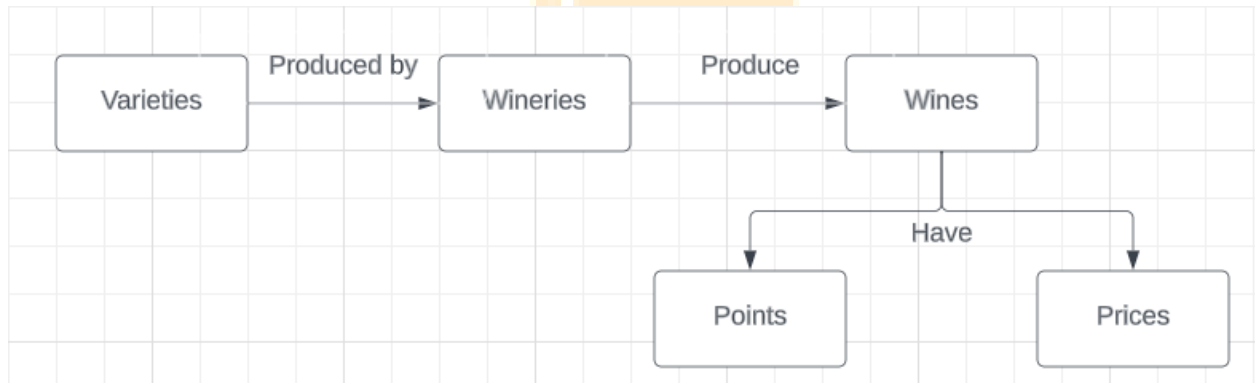 Produced by
Produce
Varieties
Wineries
Wines
Have
Points
Prices